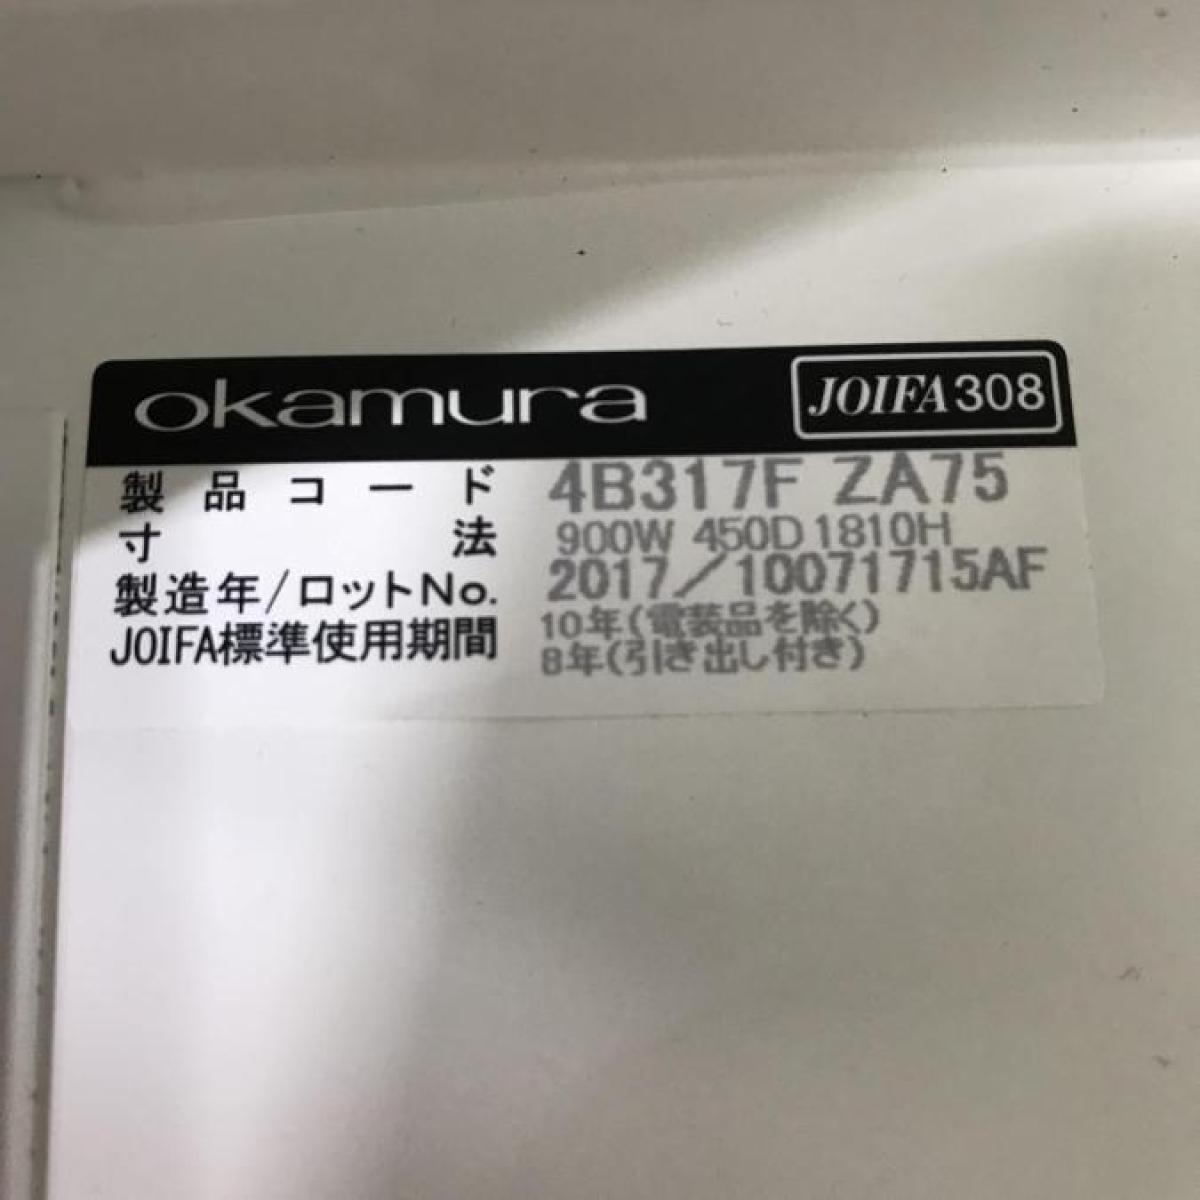 okamura JOIFA308
製品コード 4B317F ZA75
寸法 900W 450D 1810H
製造年/ロットNo. 2017/10071715AF
JOIFA標準使用期間 10年(電装品を除く)
8年(引き出し付き)